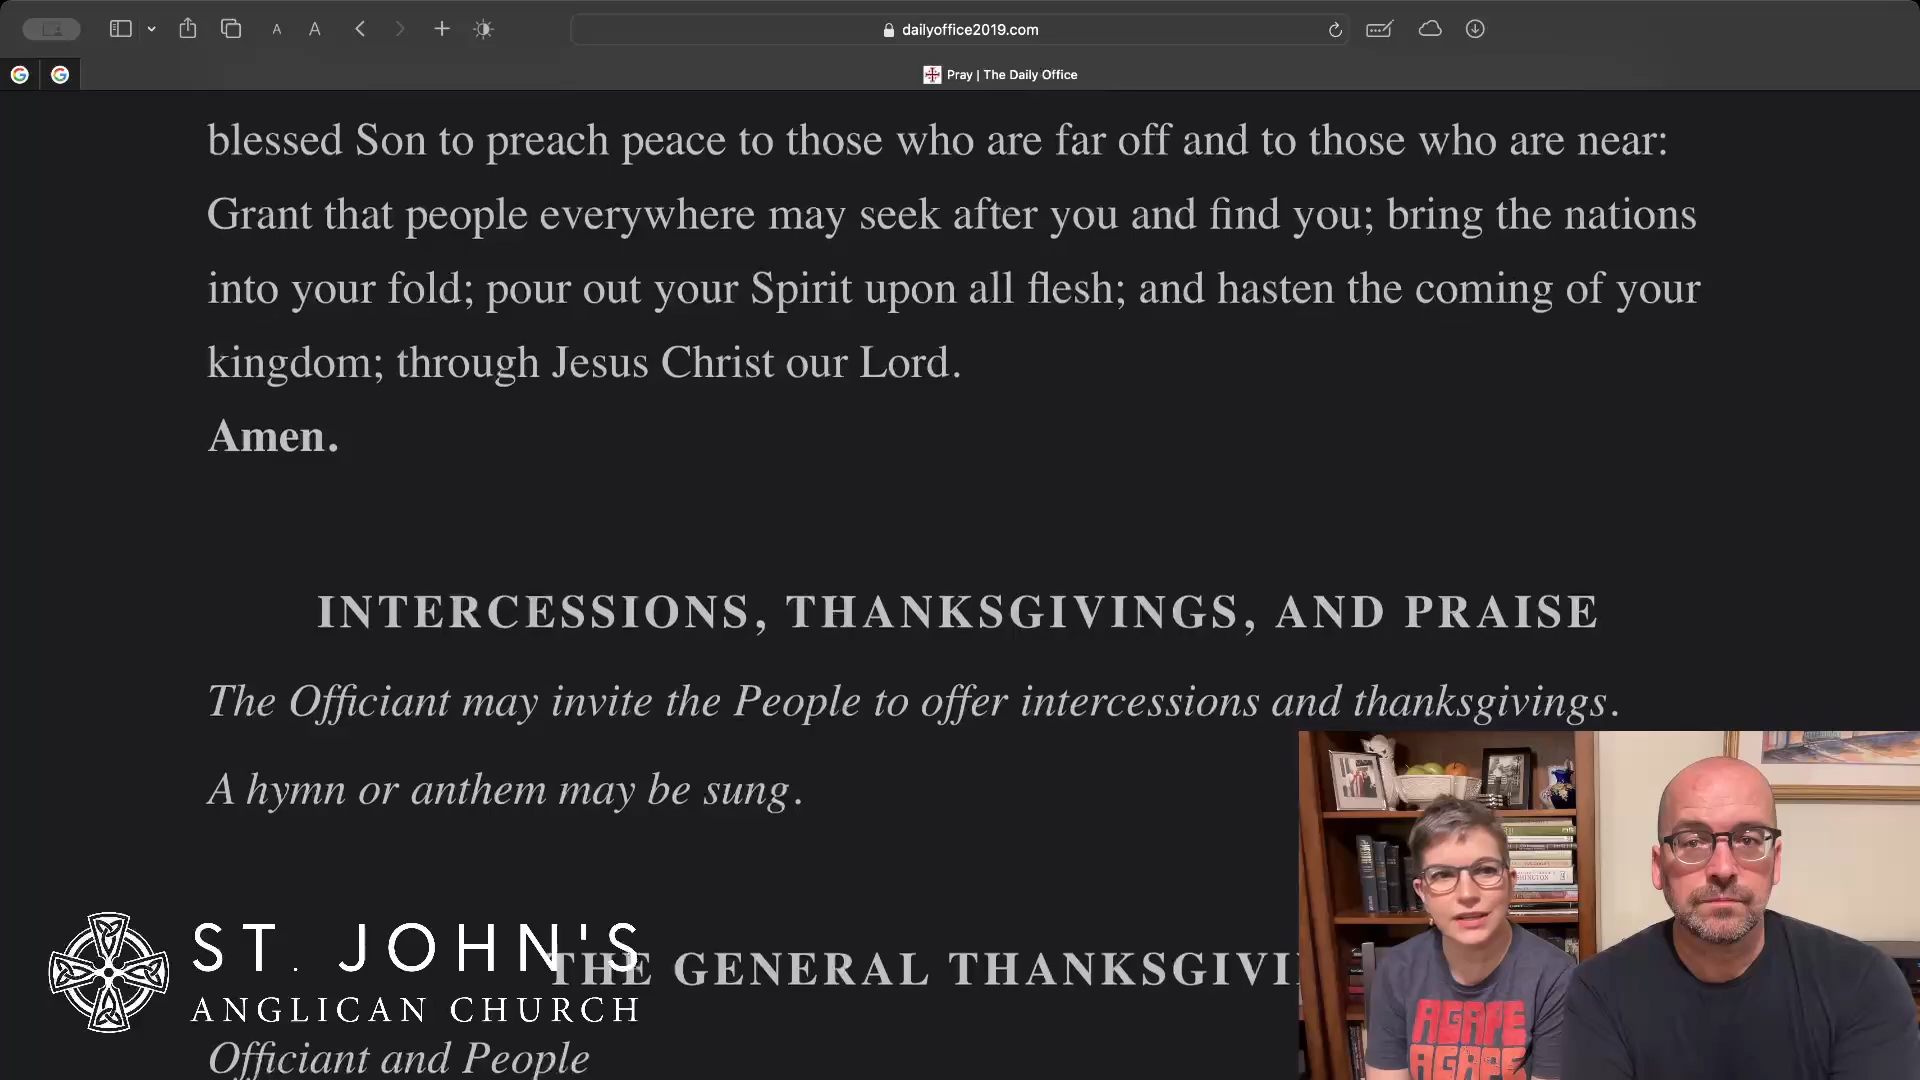 A A
dailyoffice2019.com
Pray | The Daily Office
blessed Son to preach peace to those who are far off and to those who are near:
Grant that people everywhere may seek after you and find you; bring the nations
into your fold; pour out your Spirit upon all flesh; and hasten the coming of your
kingdom; through Jesus Christ our Lord.
Amen.
INTERCESSIONS, THANKSGIVINGS, AND PRAISE
The Officiant may invite the People to offer intercessions and thanksgivings.
A hymn or anthem may be sung.
ST. JOHN'S
ANGLICAN CHURCH
THE GENERAL THANKSGIVI
Officiant and People
AGAPE
AGAPE